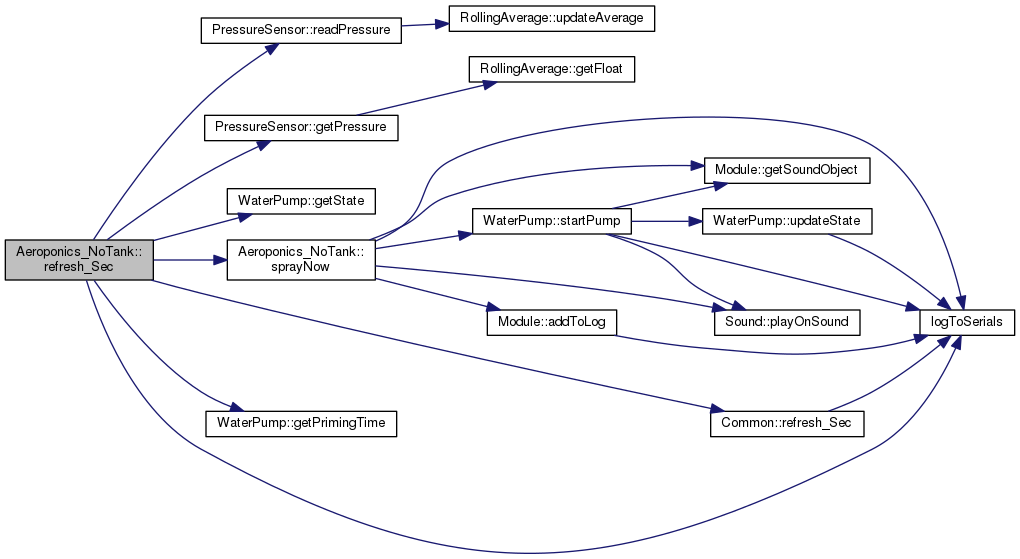 PressureSensor::readPressure
RollingAverage::updateAverage
RollingAverage::getFloat
PressureSensor::getPressure
Module::getSoundObject
WaterPump::getState
WaterPump::startPump
WaterPump::updateState
Aeroponics_NoTank::
refresh_Sec
Aeroponics_NoTank::
sprayNow
Module::addToLog
Sound::playOnSound
logToSerials
WaterPump::getPrimingTime
Common::refresh_Sec